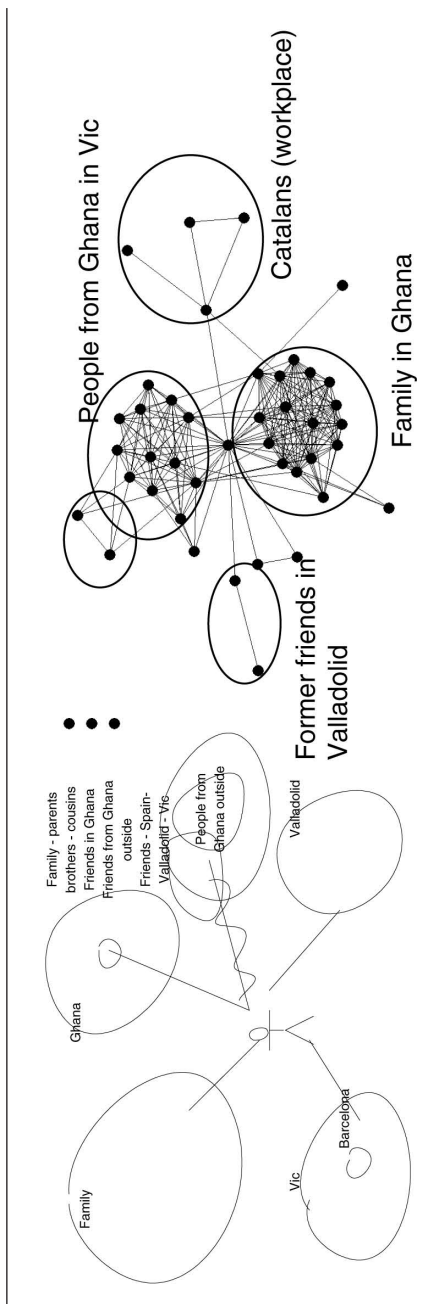 Family
Ghana
Family - parents
brothers - cousins
Friends in Ghana
Friends from Ghana
outside
Friends - Spain-
Valladolid - Vic
People from
Ghana outside
Vic
Barcelona
Valladolid
People from Ghana in Vic
Catalans (workplace)
Former friends in
Valladolid
Family in Ghana